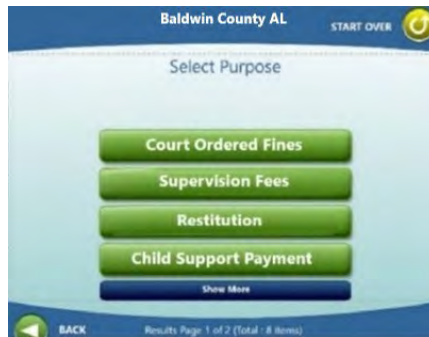 Baldwin County AL
START OVER
Select Purpose
Court Ordered Fines
Supervision Fees
Restitution
Child Support Payment
Show More
BACK
Results Page 1 of 2 (Total : 8 items)